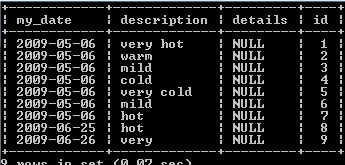 my_date description details id
2009-05-06 very hot NULL 1
2009-05-06 warm NULL 2
2009-05-06 mild NULL 3
2009-05-06 cold NULL 4
2009-05-06 very cold NULL 5
2009-05-06 mild NULL 6
2009-05-06 hot NULL 7
2009-06-25 hot NULL 8
2009-06-26 very NULL 9
9 rows in set (0.07 sec)